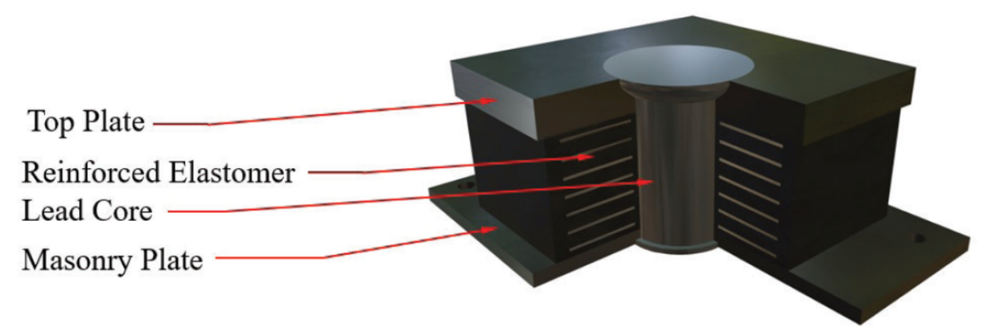 Top Plate
Reinforced Elastomer
Lead Core
Masonry Plate